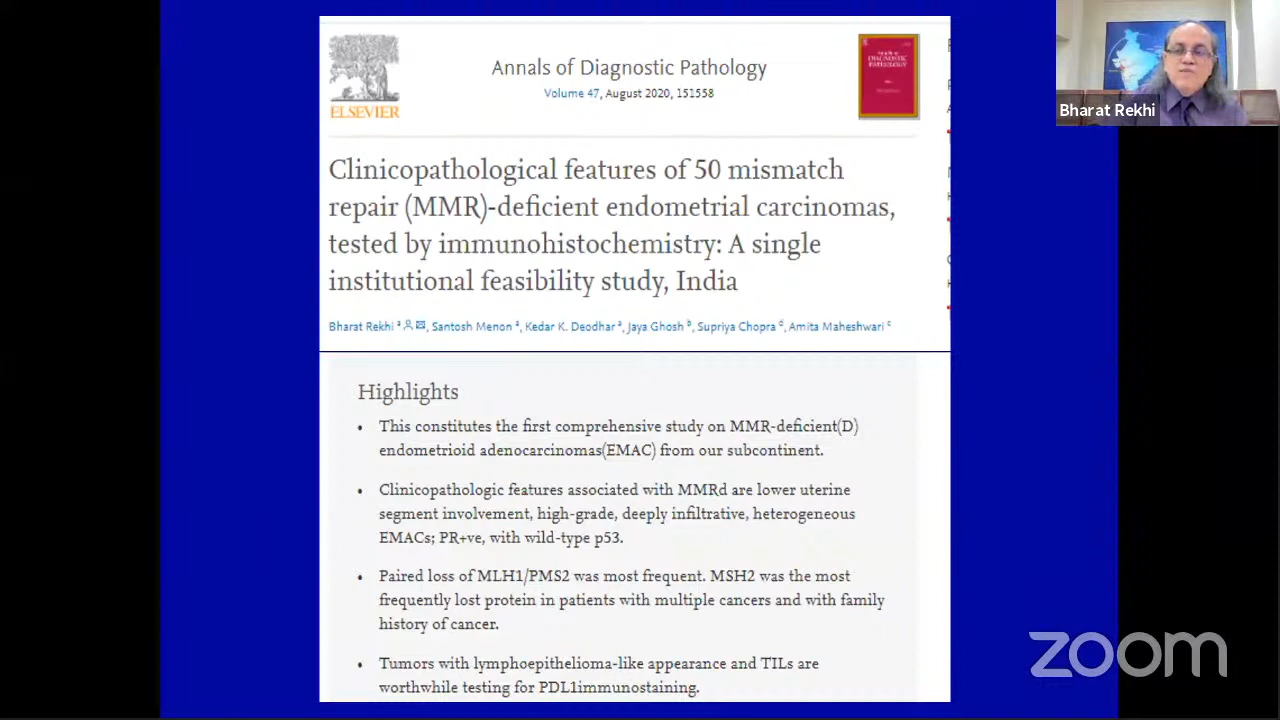 ELSEVIER
Annals of Diagnostic Pathology
Volume 47, August 2020, 151558
DIAGNOSTIC
PATHOLOGY
Bharat Rekhi
Clinicopathological features of 50 mismatch
repair (MMR)-deficient endometrial carcinomas,
tested by immunohistochemistry: A single
institutional feasibility study, India
Bharat Rekhi a, Santosh Menon a, Kedar K. Deodhar a, Jaya Ghosh b, Supriya Chopra d, Amita Maheshwari c
Highlights
• This constitutes the first comprehensive study on MMR-deficient(D)
endometrioid adenocarcinomas(EMAC) from our subcontinent.
• Clinicopathologic features associated with MMRd are lower uterine
segment involvement, high-grade, deeply infiltrative, heterogeneous
EMACs; PR+ve, with wild-type p53.
• Paired loss of MLH1/PMS2 was most frequent. MSH2 was the most
frequently lost protein in patients with multiple cancers and with family
history of cancer.
• Tumors with lymphoepithelioma-like appearance and TILs are
worthwhile testing for PDL1immunostaining.
zoom